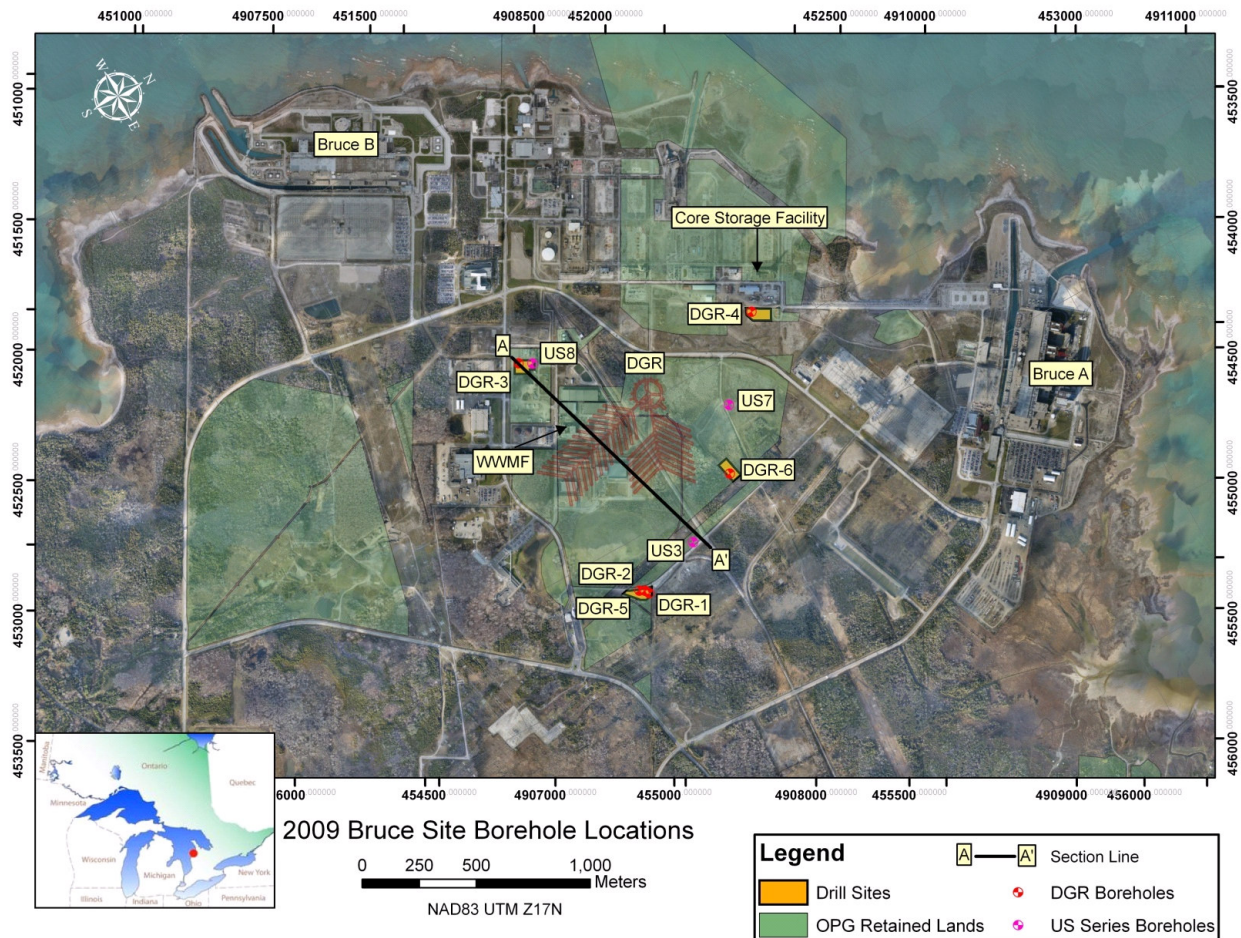 451000 000000
4907500 000000
451500 000000
4908500 000000
452000 000000
452500 000000
4910000 000000
453000 000000
4911000 000000
451000 000000
451500 000000
452000 000000
452500 000000
453000 000000
453500 000000
453500 000000
454000 000000
454500 000000
455000 000000
455500 000000
456000 000000
W N
S E
Bruce B
Core Storage Facility
DGR-4
A
US8
DGR-3
DGR
US7
Bruce A
WWMF
DGR-6
US3
A'
DGR-2
DGR-5
DGR-1
6000 000000
454500 000000
4907000 000000
455000 000000
4908000 000000
455500 000000
4909000 000000
456000 000000
Manitoba
Ontario
Quebec
Minnesota
Wisconsin
Michigan
New York
Illinois
Indiana
Ohio
Pennsylvania
2009 Bruce Site Borehole Locations
0 250 500 1,000
Meters
NAD83 UTM Z17N
Legend
A A' Section Line
Drill Sites
DGR Boreholes
OPG Retained Lands
US Series Boreholes